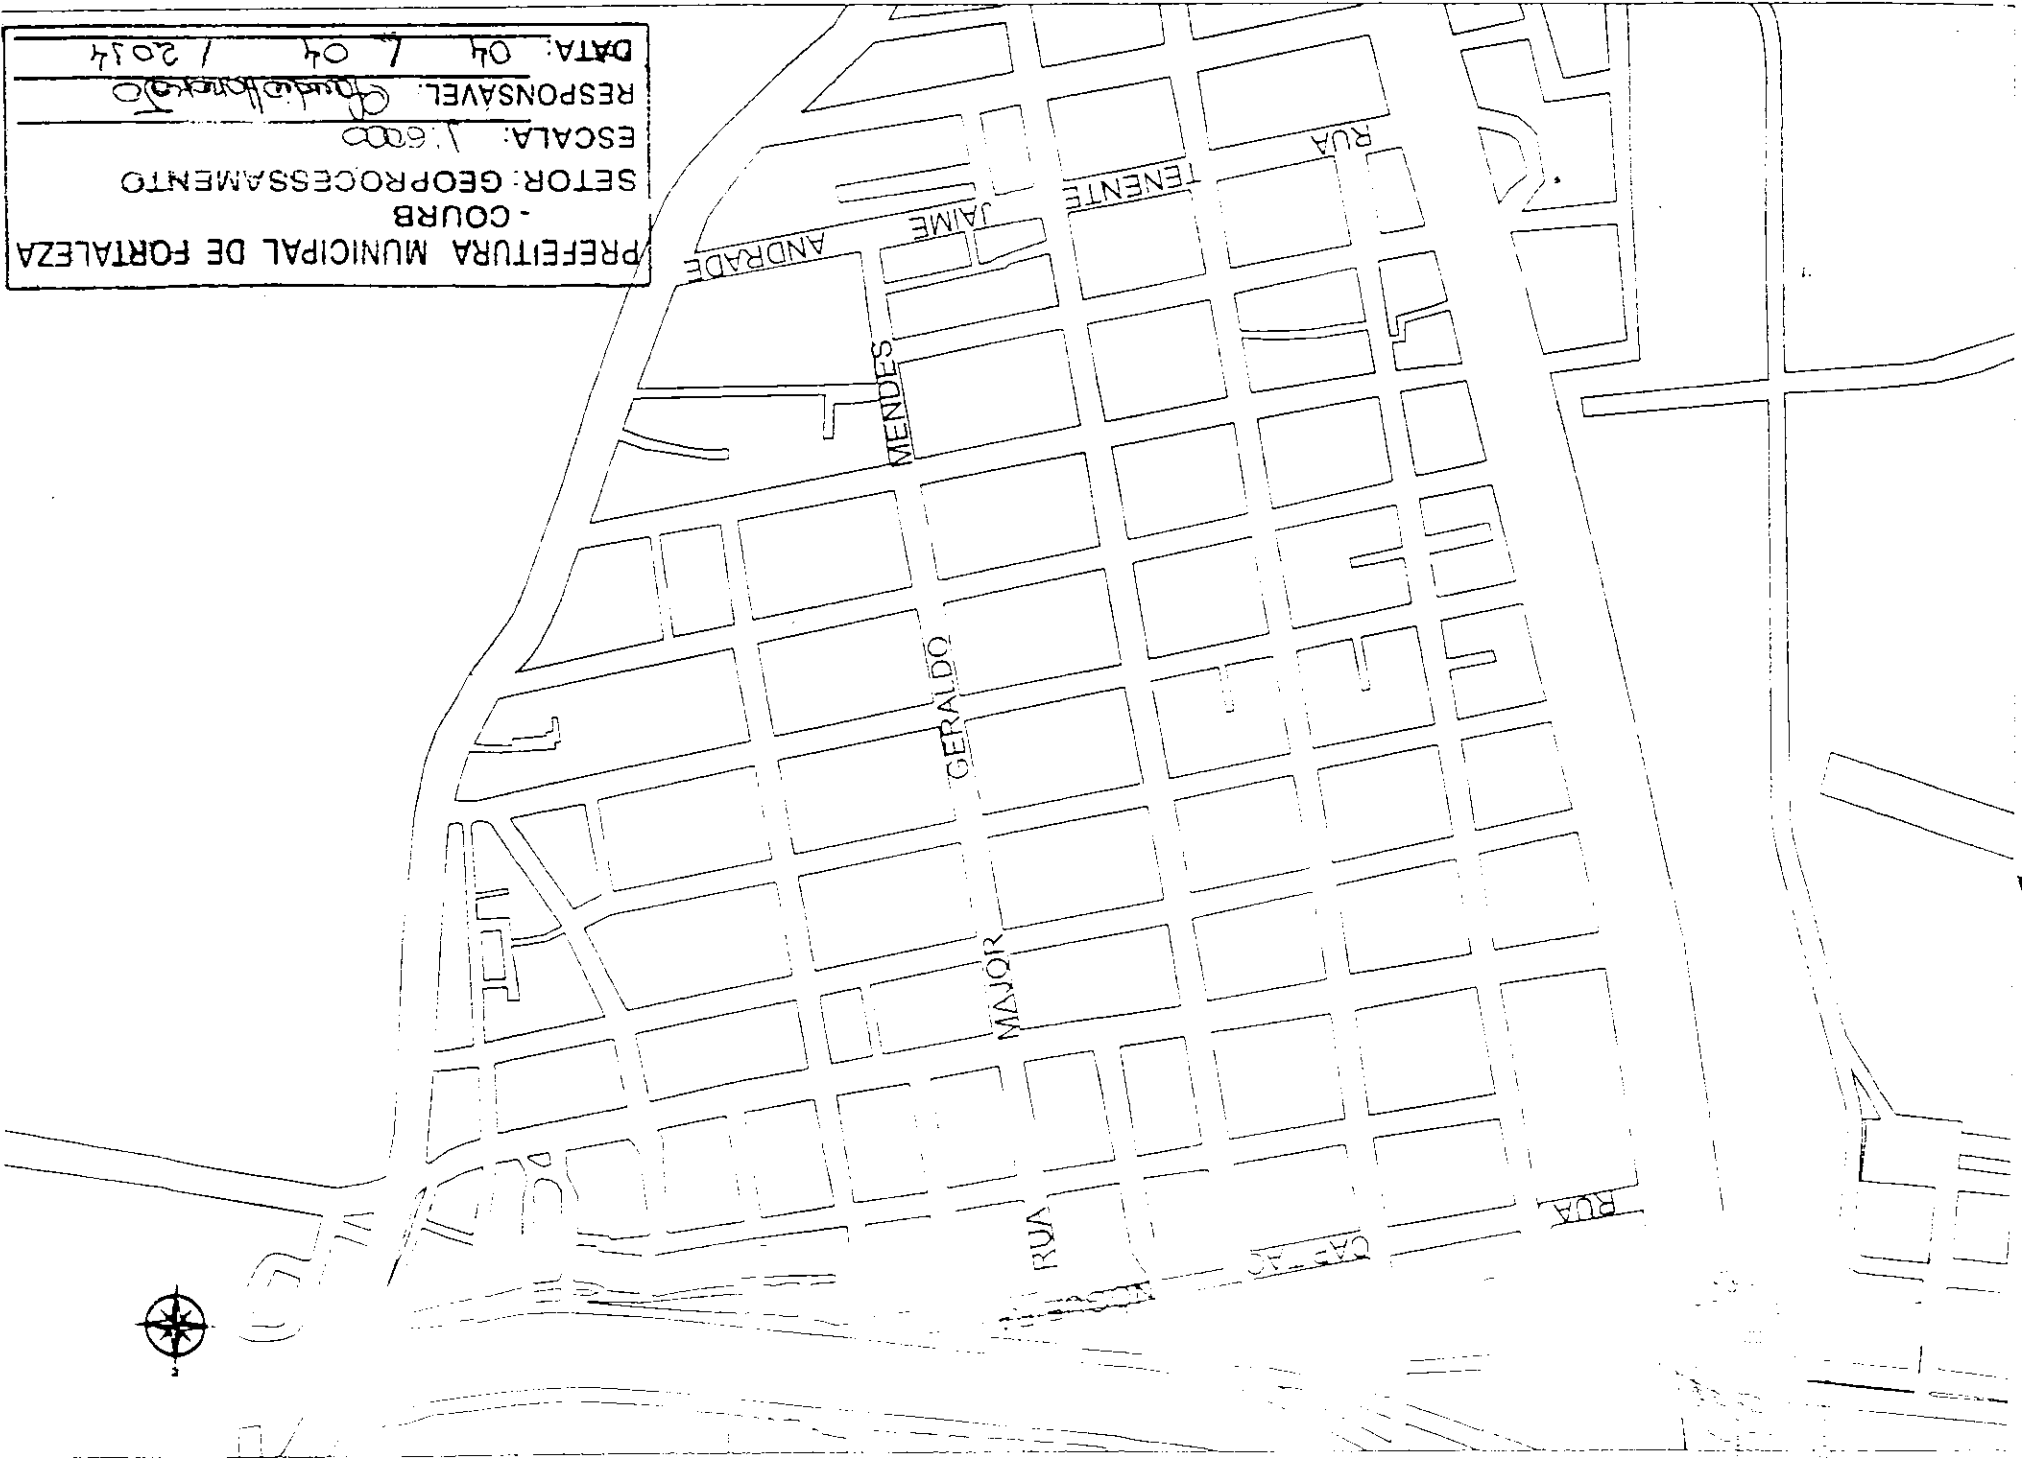 PREFEITURA MUNICIPAL DE FORTALEZA
- COURB
SETOR: GEOPROCESSAMENTO
ESCALA: 1:6000
RESPONSÁVEL:
DATA: 04 / 04 / 2014
RUA
RUA TENENTE JAIME ANDRADE
RUA MAJOR GERALDO MENDES